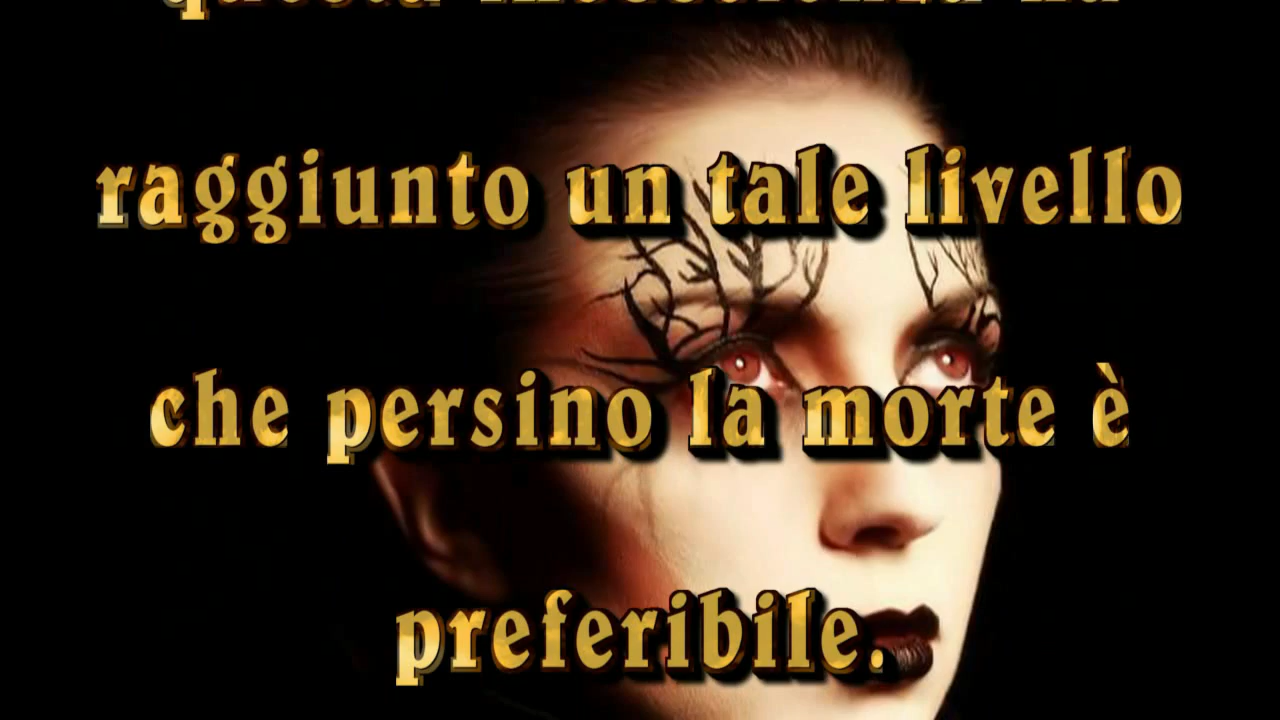 raggiunto un tale livello
che persino la morte è
preferibile.